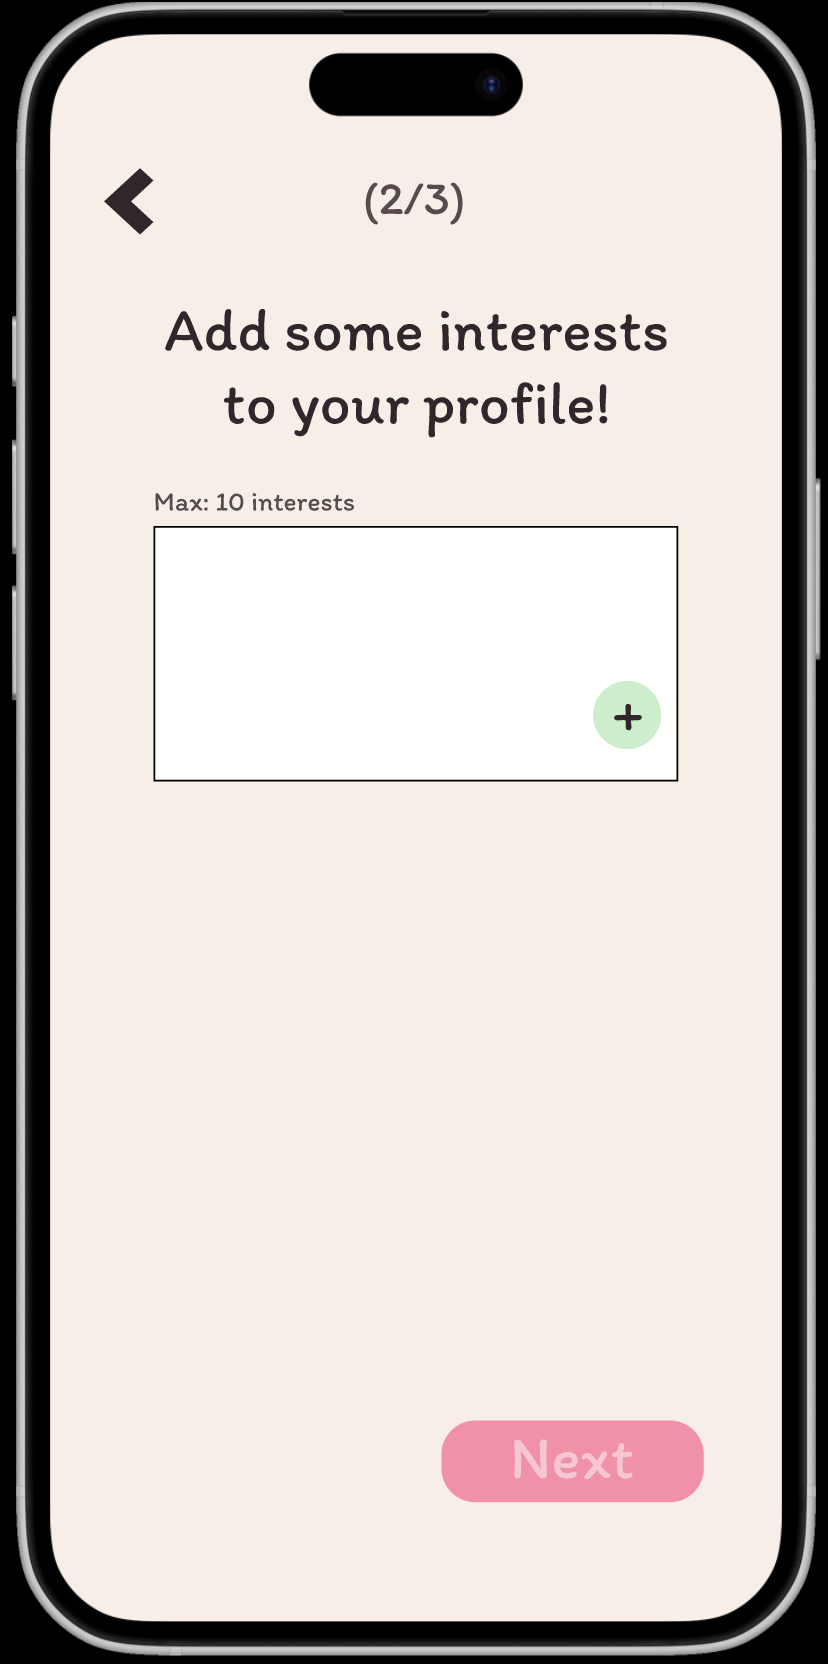 (2/3)
Add some interests
to your profile!
Max: 10 interests
+
Next